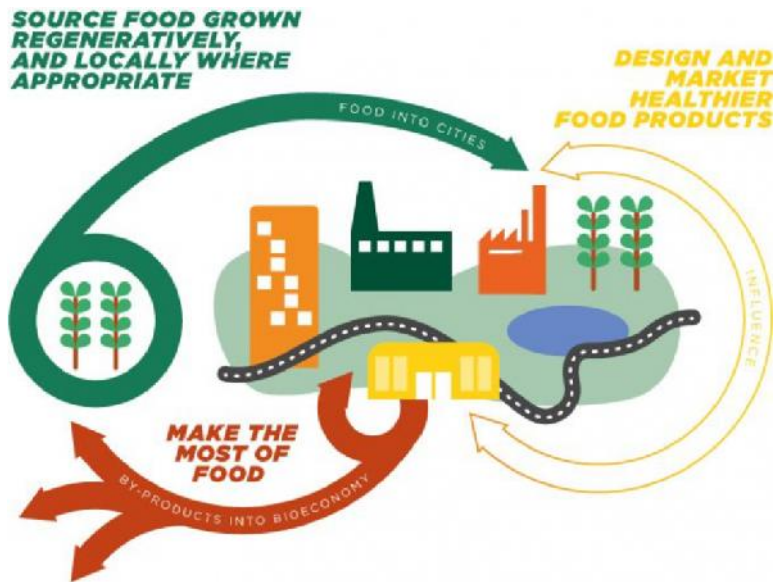 SOURCE FOOD GROWN
REGENERATIVELY,
AND LOCALLY WHERE
APPROPRIATE
FOOD INTO CITIES
DESIGN AND
MARKET
HEALTHIER
FOOD PRODUCTS
INFLUENCE
MAKE THE
MOST OF
FOOD
BY-PRODUCTS INTO BIOECONOMY